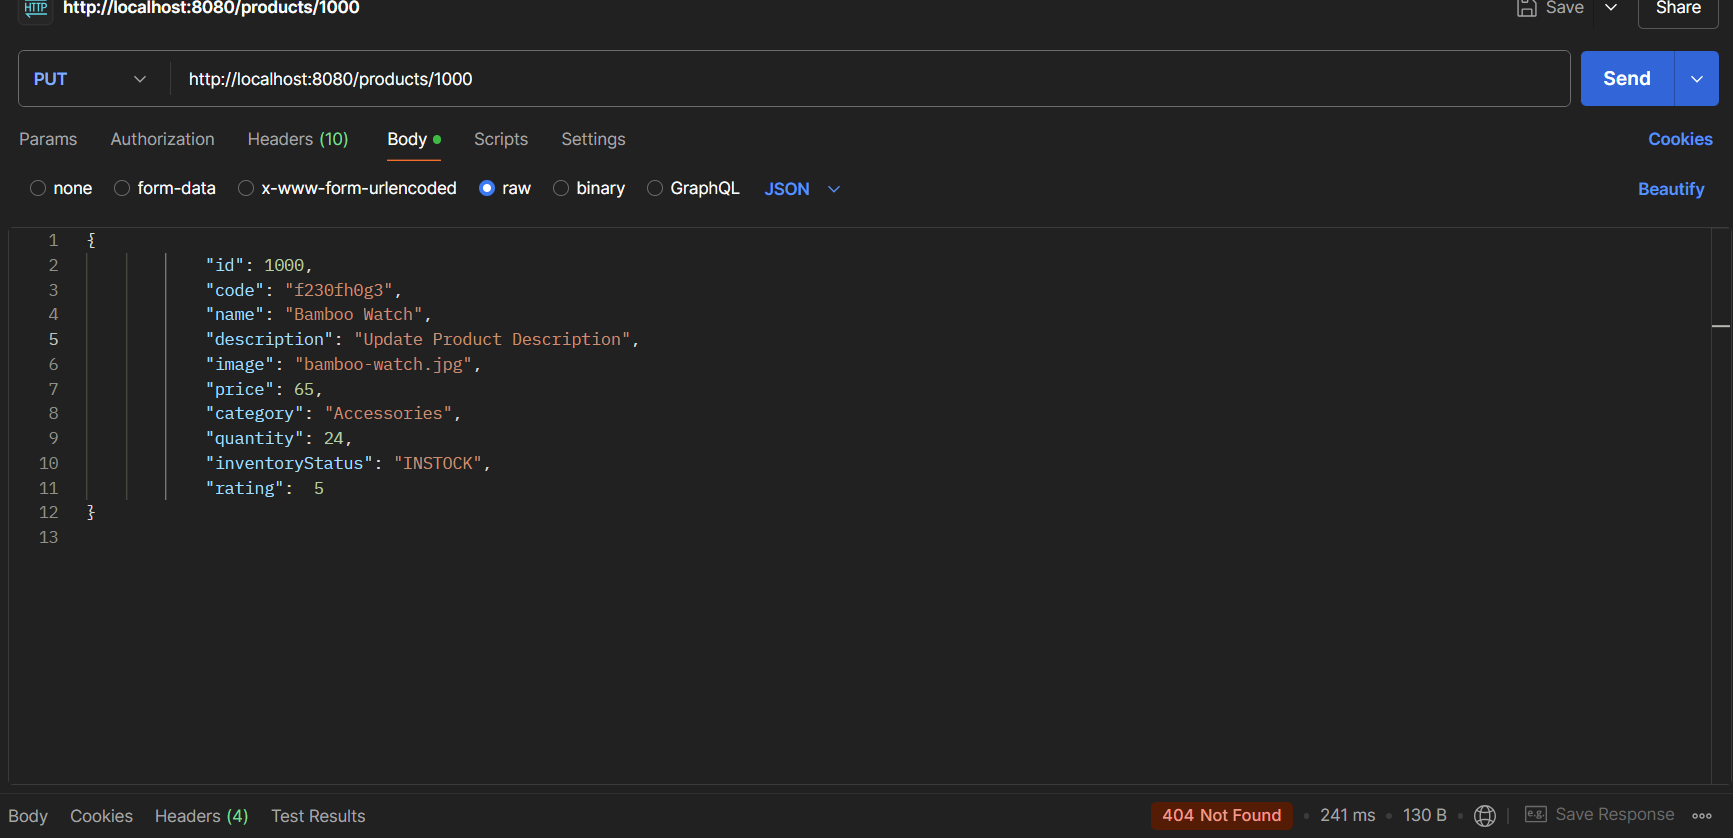 HTTP http://localhost:8080/products/1000 Save Share
PUT http://localhost:8080/products/1000 Send
Params Authorization Headers (10) Body Scripts Settings Cookies
none form-data x-www-form-urlencoded raw binary GraphQL JSON Beautify
1 {
2 "id": 1000,
3 "code": "f230fh0g3",
4 "name": "Bamboo Watch",
5 "description": "Update Product Description",
6 "image": "bamboo-watch.jpg",
7 "price": 65,
8 "category": "Accessories",
9 "quantity": 24,
10 "inventoryStatus": "INSTOCK",
11 "rating":  5
12 }
13
Body Cookies Headers (4) Test Results 404 Not Found • 241 ms • 130 B • e.g. Save Response